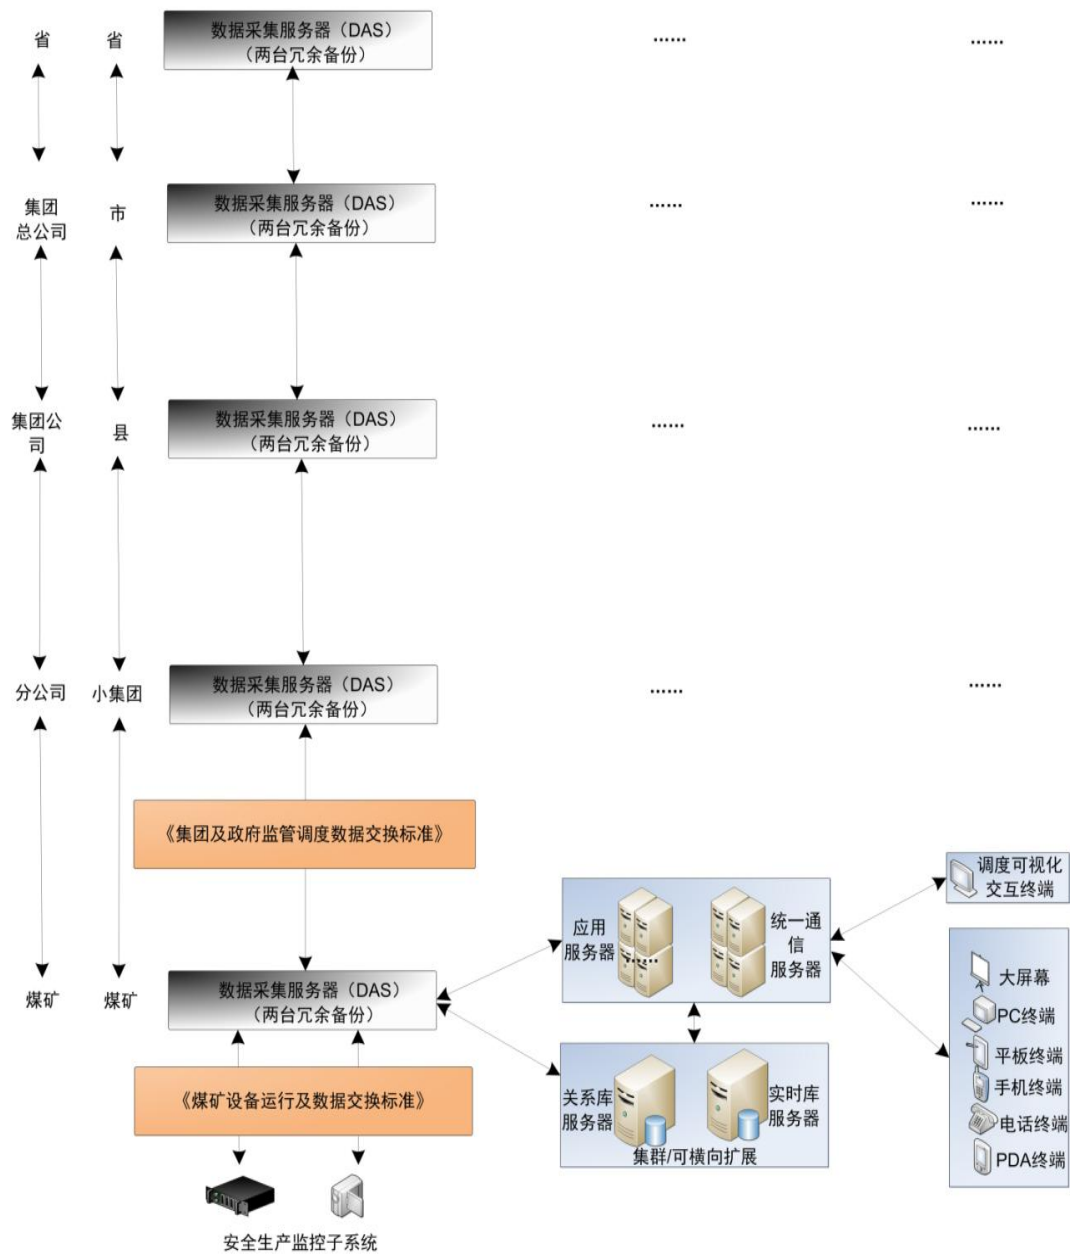 省
省
数据采集服务器（DAS）
（两台冗余备份）
......
......
集团
总公司
市
数据采集服务器（DAS）
（两台冗余备份）
......
......
集团公
司
县
数据采集服务器（DAS）
（两台冗余备份）
......
......
分公司
小集团
数据采集服务器（DAS）
（两台冗余备份）
......
......
《集团及政府监管调度数据交换标准》
煤矿
煤矿
数据采集服务器（DAS）
（两台冗余备份）
应用
服务器
......
统一通
信
服务器
调度可视化
交互终端
大屏幕
PC终端
平板终端
手机终端
电话终端
PDA终端
《煤矿设备运行及数据交换标准》
关系库
服务器
实时库
服务器
集群/可横向扩展
安全生产监控子系统